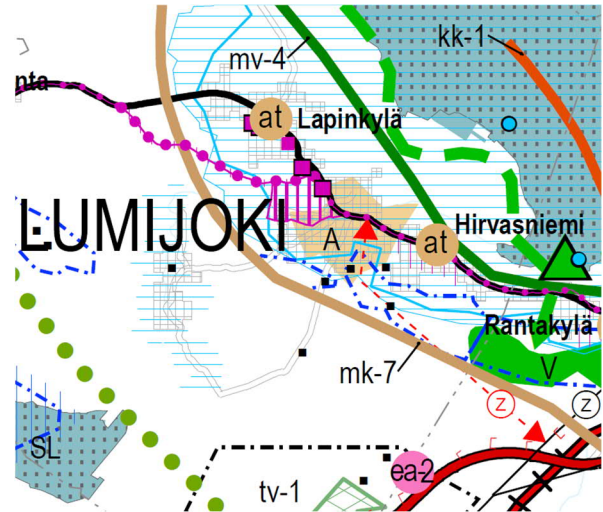 kk-1
mv-4
nta
at Lapinkylä
LUMIJOKI
A
at
Hirvasniemi
Rantakylä
V
mk-7
z
z
SL
ea-2
tv-1